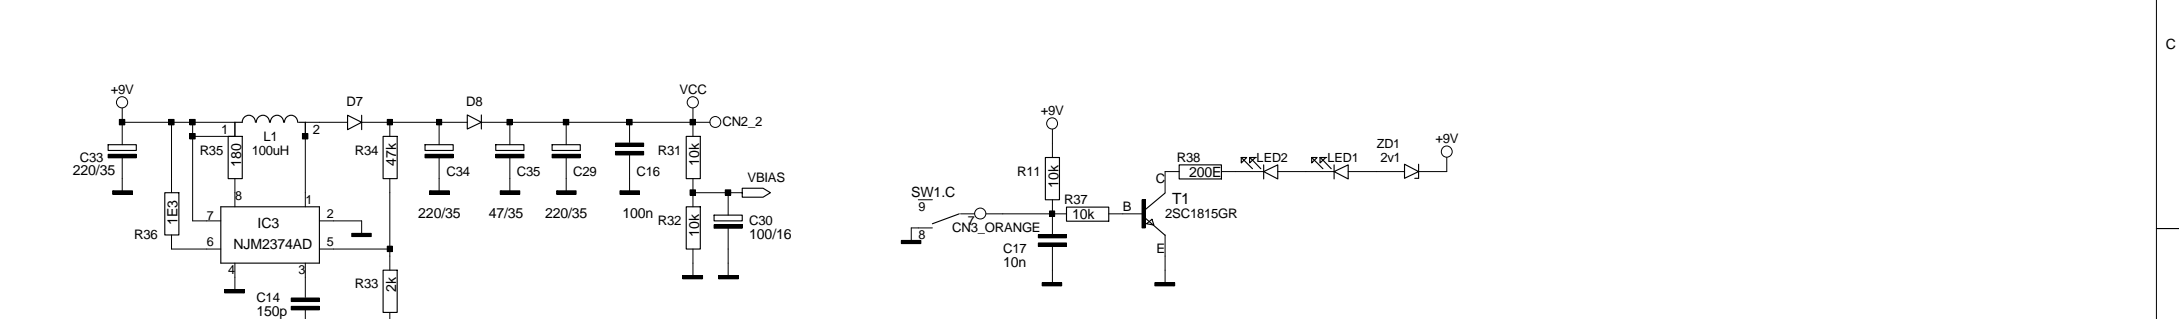 C
+9V
D7
D8
VCC
CN2_2
1
2
L1
100uH
R35
180
C33
220/35
R34
47k
C34
220/35
C35
47/35
C29
220/35
C16
100n
R31
10k
VBIAS
R32
10k
C30
100/16
R36
1E3
8
1
7
2
6
5
4
3
IC3
NJM2374AD
R33
2k
C14
150p
+9V
R11
10k
SW1.C
9
8
7
CN3_ORANGE
C17
10n
R37
10k
B
C
E
T1
2SC1815GR
R38
200E
LED2
LED1
ZD1
2v1
+9V